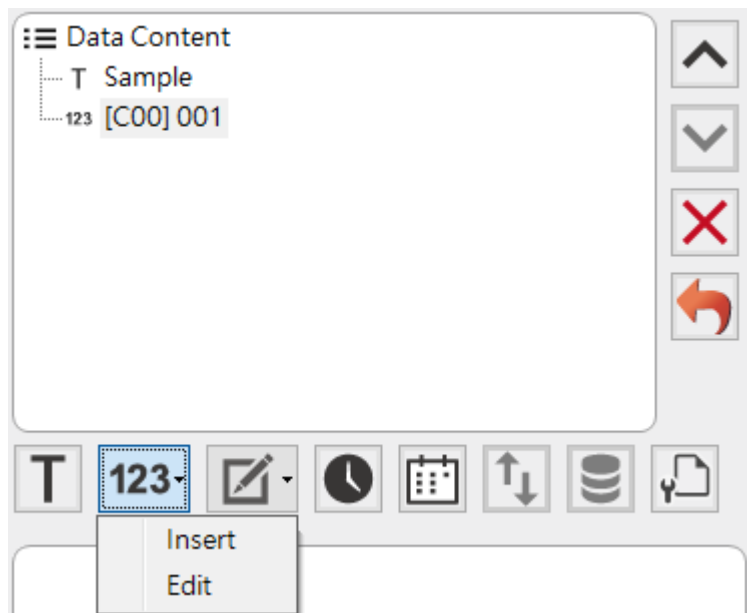 Data Content
T Sample
123 [C00] 001
T 123
Insert
Edit